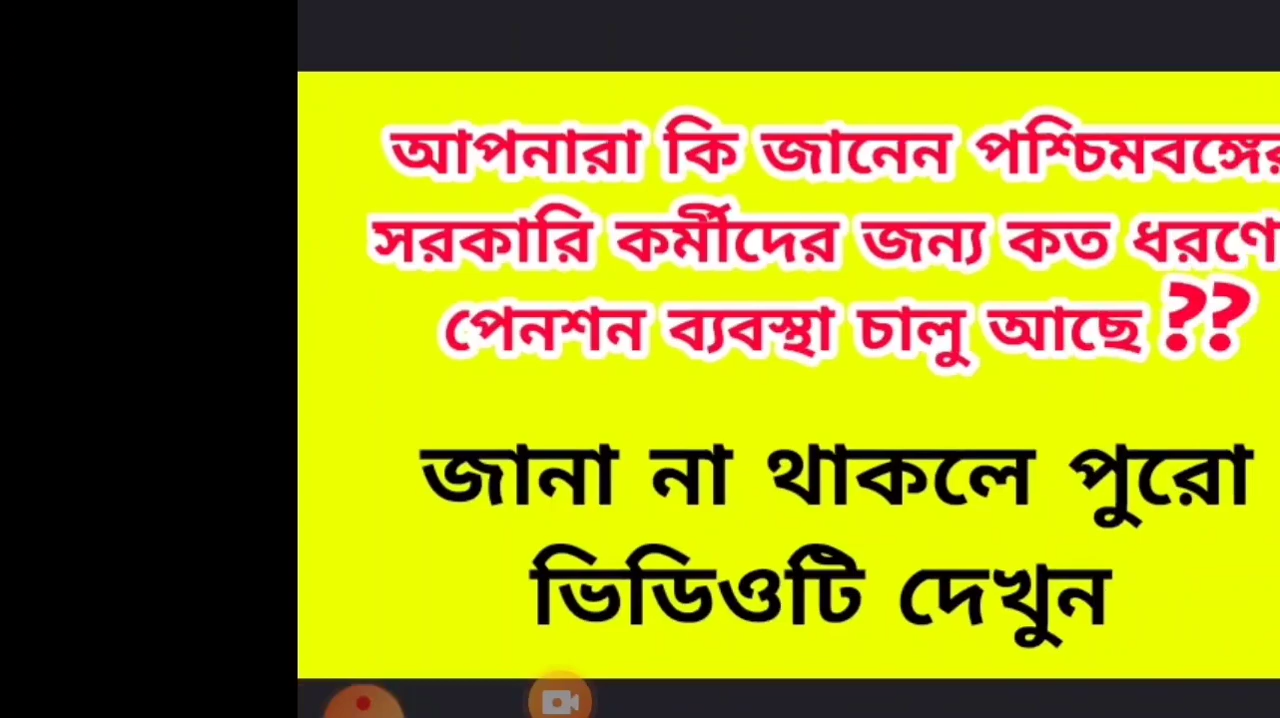 আপনারা কি জানেন পশ্চিমবঙ্গের
সরকারি কর্মীদের জন্য কত ধরণে
পেনশন ব্যবস্থা চালু আছে ??
জানা না থাকলে পুরো
ভিডিওটি দেখুন